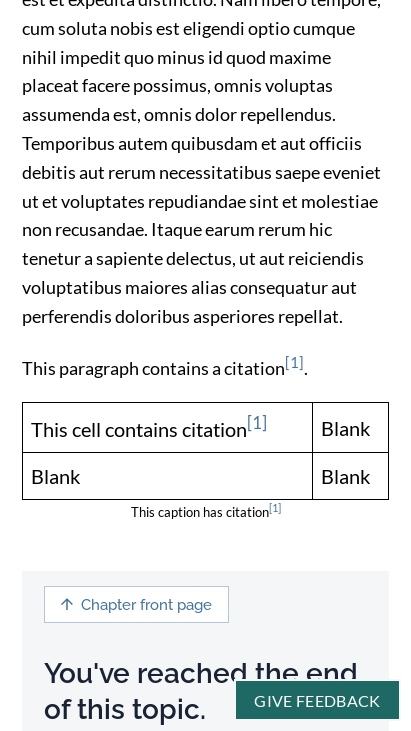 est et expedita distinctio. Nam libero tempore,
cum soluta nobis est eligendi optio cumque
nihil impedit quo minus id quod maxime
placeat facere possimus, omnis voluptas
assumenda est, omnis dolor repellendus.
Temporibus autem quibusdam et aut officiis
debitis aut rerum necessitatibus saepe eveniet
ut et voluptates repudiandae sint et molestiae
non recusandae. Itaque earum rerum hic
tenetur a sapiente delectus, ut aut reiciendis
voluptatibus maiores alias consequatur aut
perferendis doloribus asperiores repellat.
This paragraph contains a citation[1].
This cell contains citation[1] Blank
Blank Blank
This caption has citation[1]
Chapter front page
You've reached the end
of this topic.
GIVE FEEDBACK